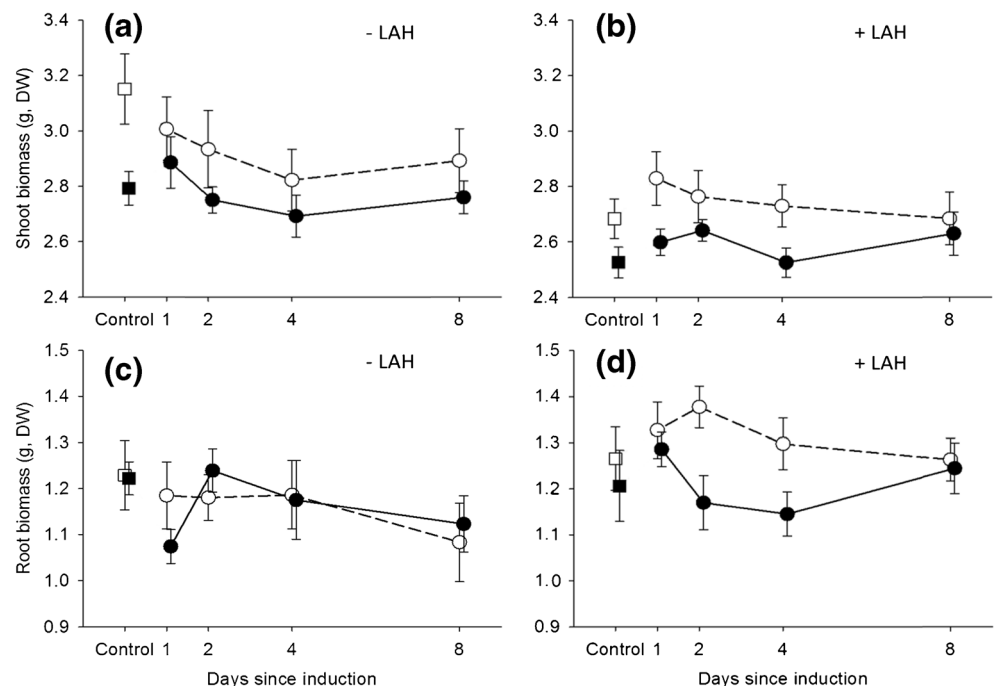 (a)
- LAH
Shoot biomass (g, DW)
3.4
3.2
3.0
2.8
2.6
2.4
Control 1 2 4 8
(b)
+ LAH
3.4
3.2
3.0
2.8
2.6
2.4
Control 1 2 4 8
(c)
- LAH
Root biomass (g, DW)
1.5
1.4
1.3
1.2
1.1
1.0
0.9
Control 1 2 4 8
Days since induction
(d)
+ LAH
1.5
1.4
1.3
1.2
1.1
1.0
0.9
Control 1 2 4 8
Days since induction